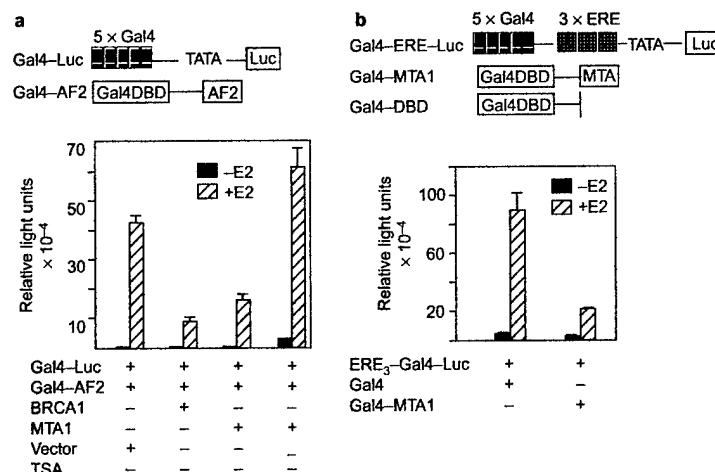 a
5 × Gal4
Gal4–Luc
TATA
Luc
Gal4–AF2
Gal4DBD
AF2
70
50
30
10
Relative light units
× 10–4
–E2
+E2
Gal4–Luc + + + +
Gal4–AF2 + + + +
BRCA1 – + – –
MTA1 – – + +
Vector + – – –
TSA – – –
b
5 × Gal4 3 × ERE
Gal4–ERE–Luc
TATA
Luc
Gal4–MTA1
Gal4DBD
MTA
Gal4–DBD
Gal4DBD
100
60
20
Relative light units
× 10–4
–E2
+E2
ERE3–Gal4–Luc + +
Gal4 + –
Gal4–MTA1 – +